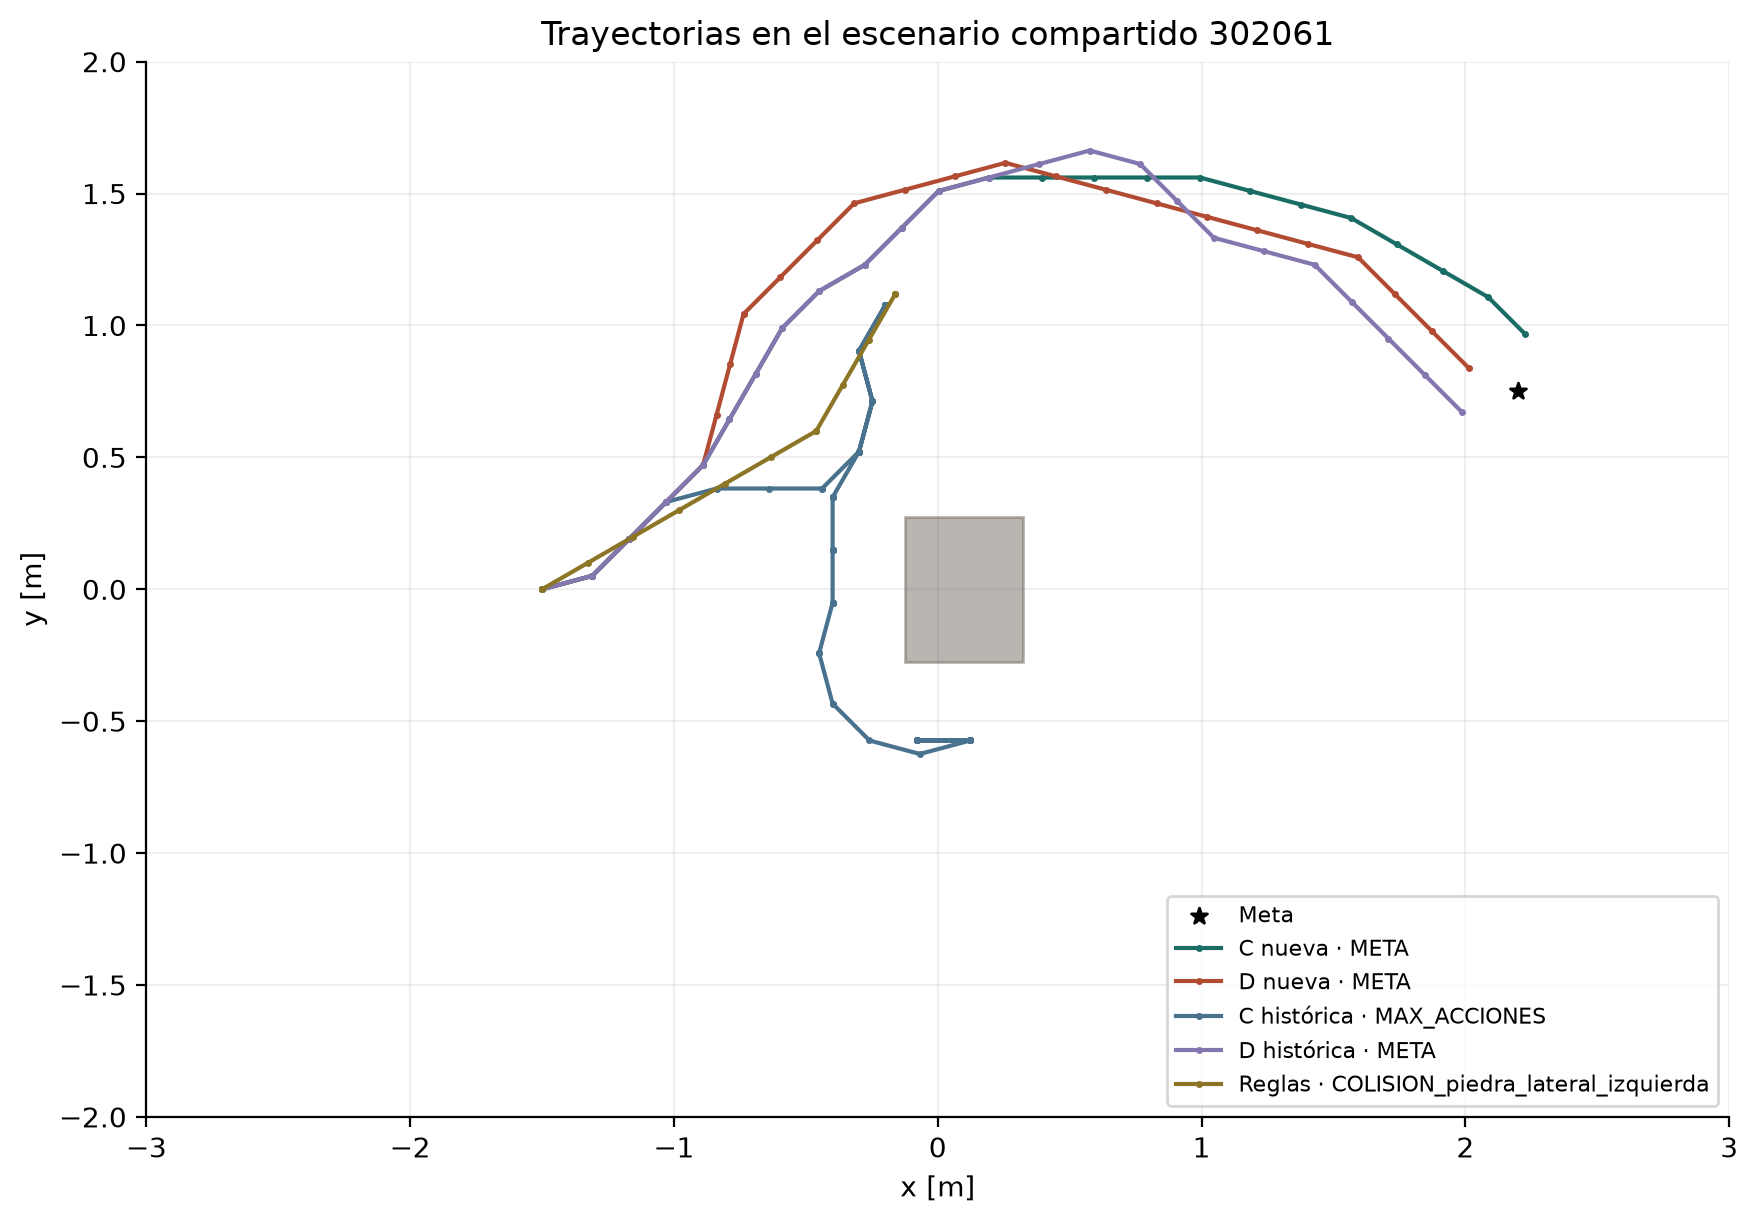 Trayectorias en el escenario compartido 302061
2.0
1.5
1.0
0.5
0.0
−0.5
−1.0
−1.5
−2.0
y [m]
Meta
C nueva · META
D nueva · META
C histórica · MAX_ACCIONES
D histórica · META
Reglas · COLISION_piedra_lateral_izquierda
−3
−2
−1
0
1
2
3
x [m]